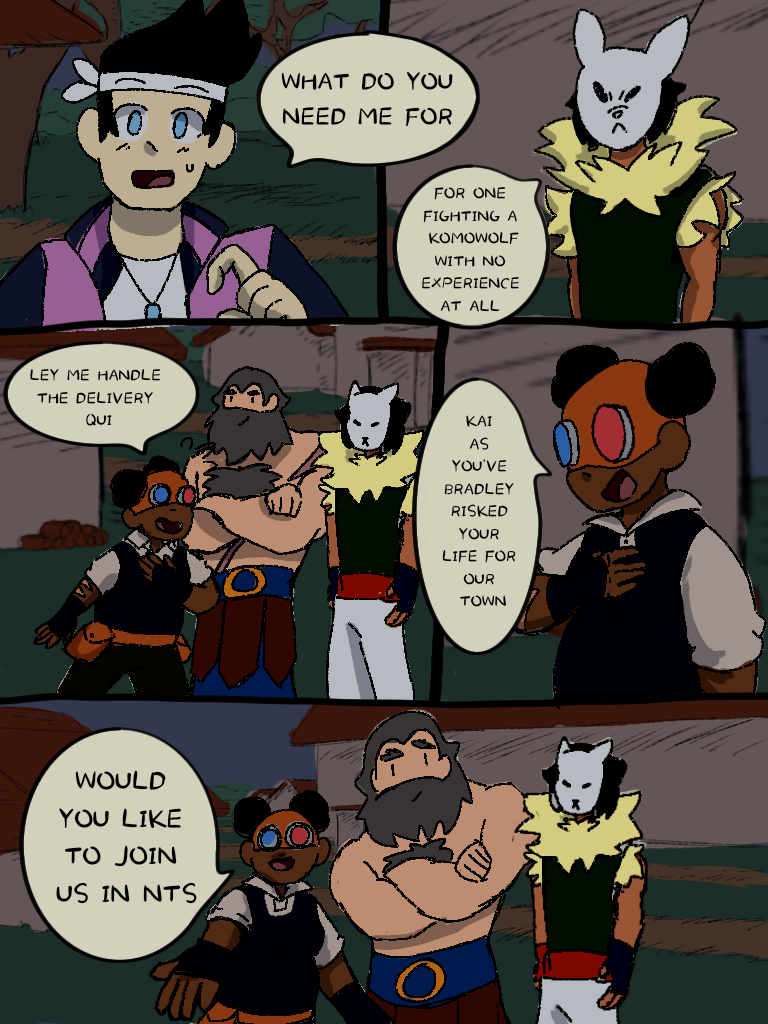 WHAT DO YOU
NEED ME FOR
FOR ONE
FIGHTING A
KOMOWOLF
WITH NO
EXPERIENCE
AT ALL
LEY ME HANDLE
THE DELIVERY
QUI
KAI
AS
YOU'VE
BRADLEY
RISKED
YOUR
LIFE FOR
OUR
TOWN
WOULD
YOU LIKE
TO JOIN
US IN NTS